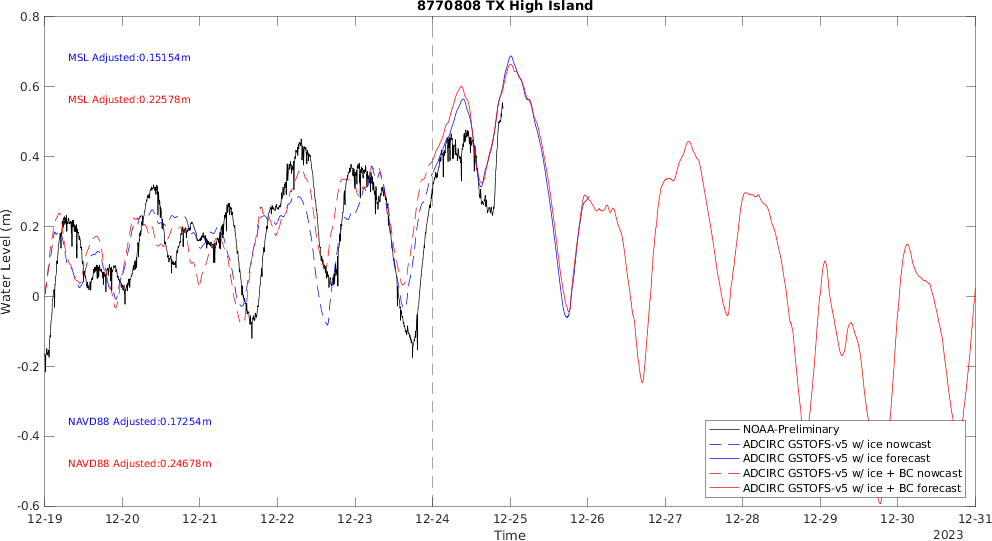 8770808 TX High Island
0.8
0.6
0.4
0.2
0
-0.2
-0.4
-0.6
Water Level (m)
MSL Adjusted:0.15154m
MSL Adjusted:0.22578m
NAVD88 Adjusted:0.17254m
NAVD88 Adjusted:0.24678m
NOAA-Preliminary
ADCIRC GSTOFS-v5 w/ ice nowcast
ADCIRC GSTOFS-v5 w/ ice forecast
ADCIRC GSTOFS-v5 w/ ice + BC nowcast
ADCIRC GSTOFS-v5 w/ ice + BC forecast
12-19 12-20 12-21 12-22 12-23 12-24 12-25 12-26 12-27 12-28 12-29 12-30 12-31
Time
2023